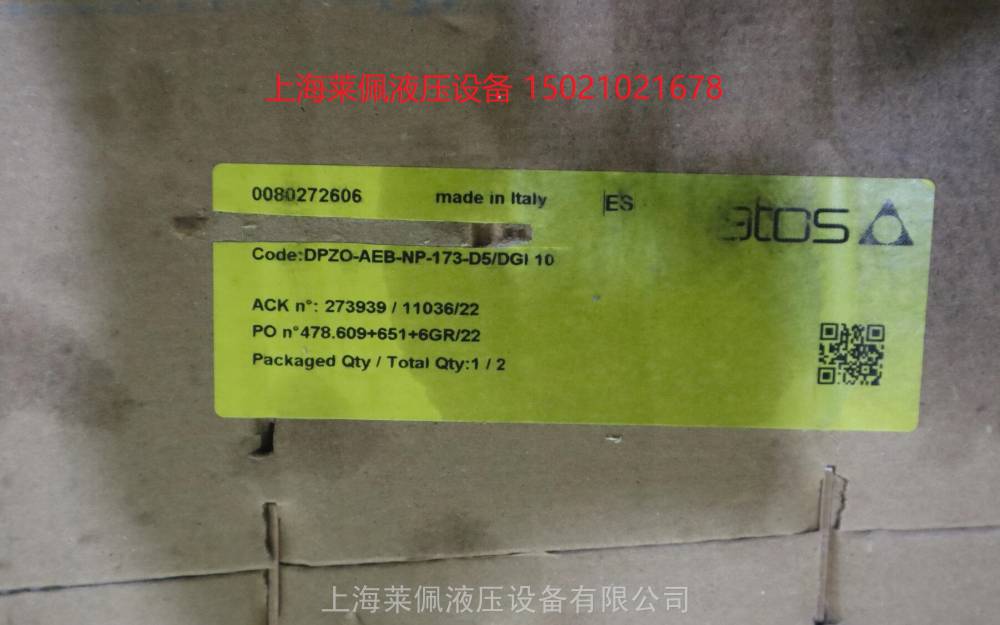 上海莱佩液压设备 15021021678
0080272606 made in Italy ES
atos
Code:DPZO-AEB-NP-173-D5/DGI 10
ACK n°: 273939 / 11036/22
PO n°478.609+651+6GR/22
Packaged Qty / Total Qty:1 / 2
上海莱佩液压设备有限公司